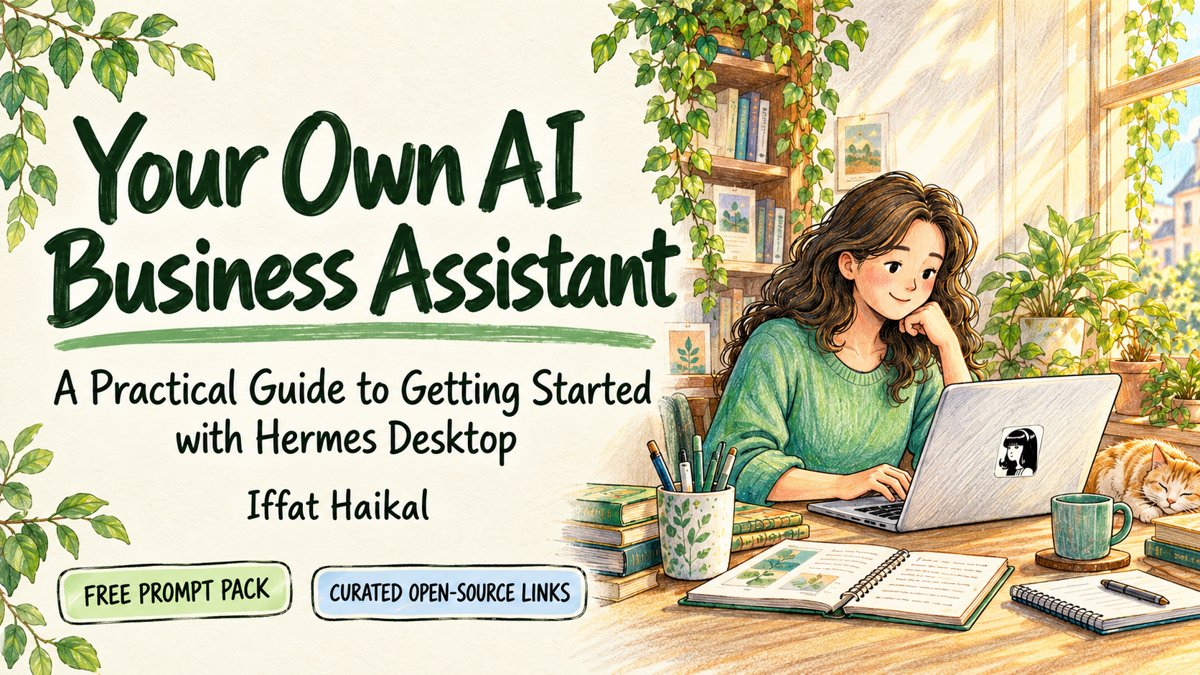 Your Own AI
Business Assistant
A Practical Guide to Getting Started
with Hermes Desktop
Iffat Haikal
FREE PROMPT PACK
CURATED OPEN-SOURCE LINKS